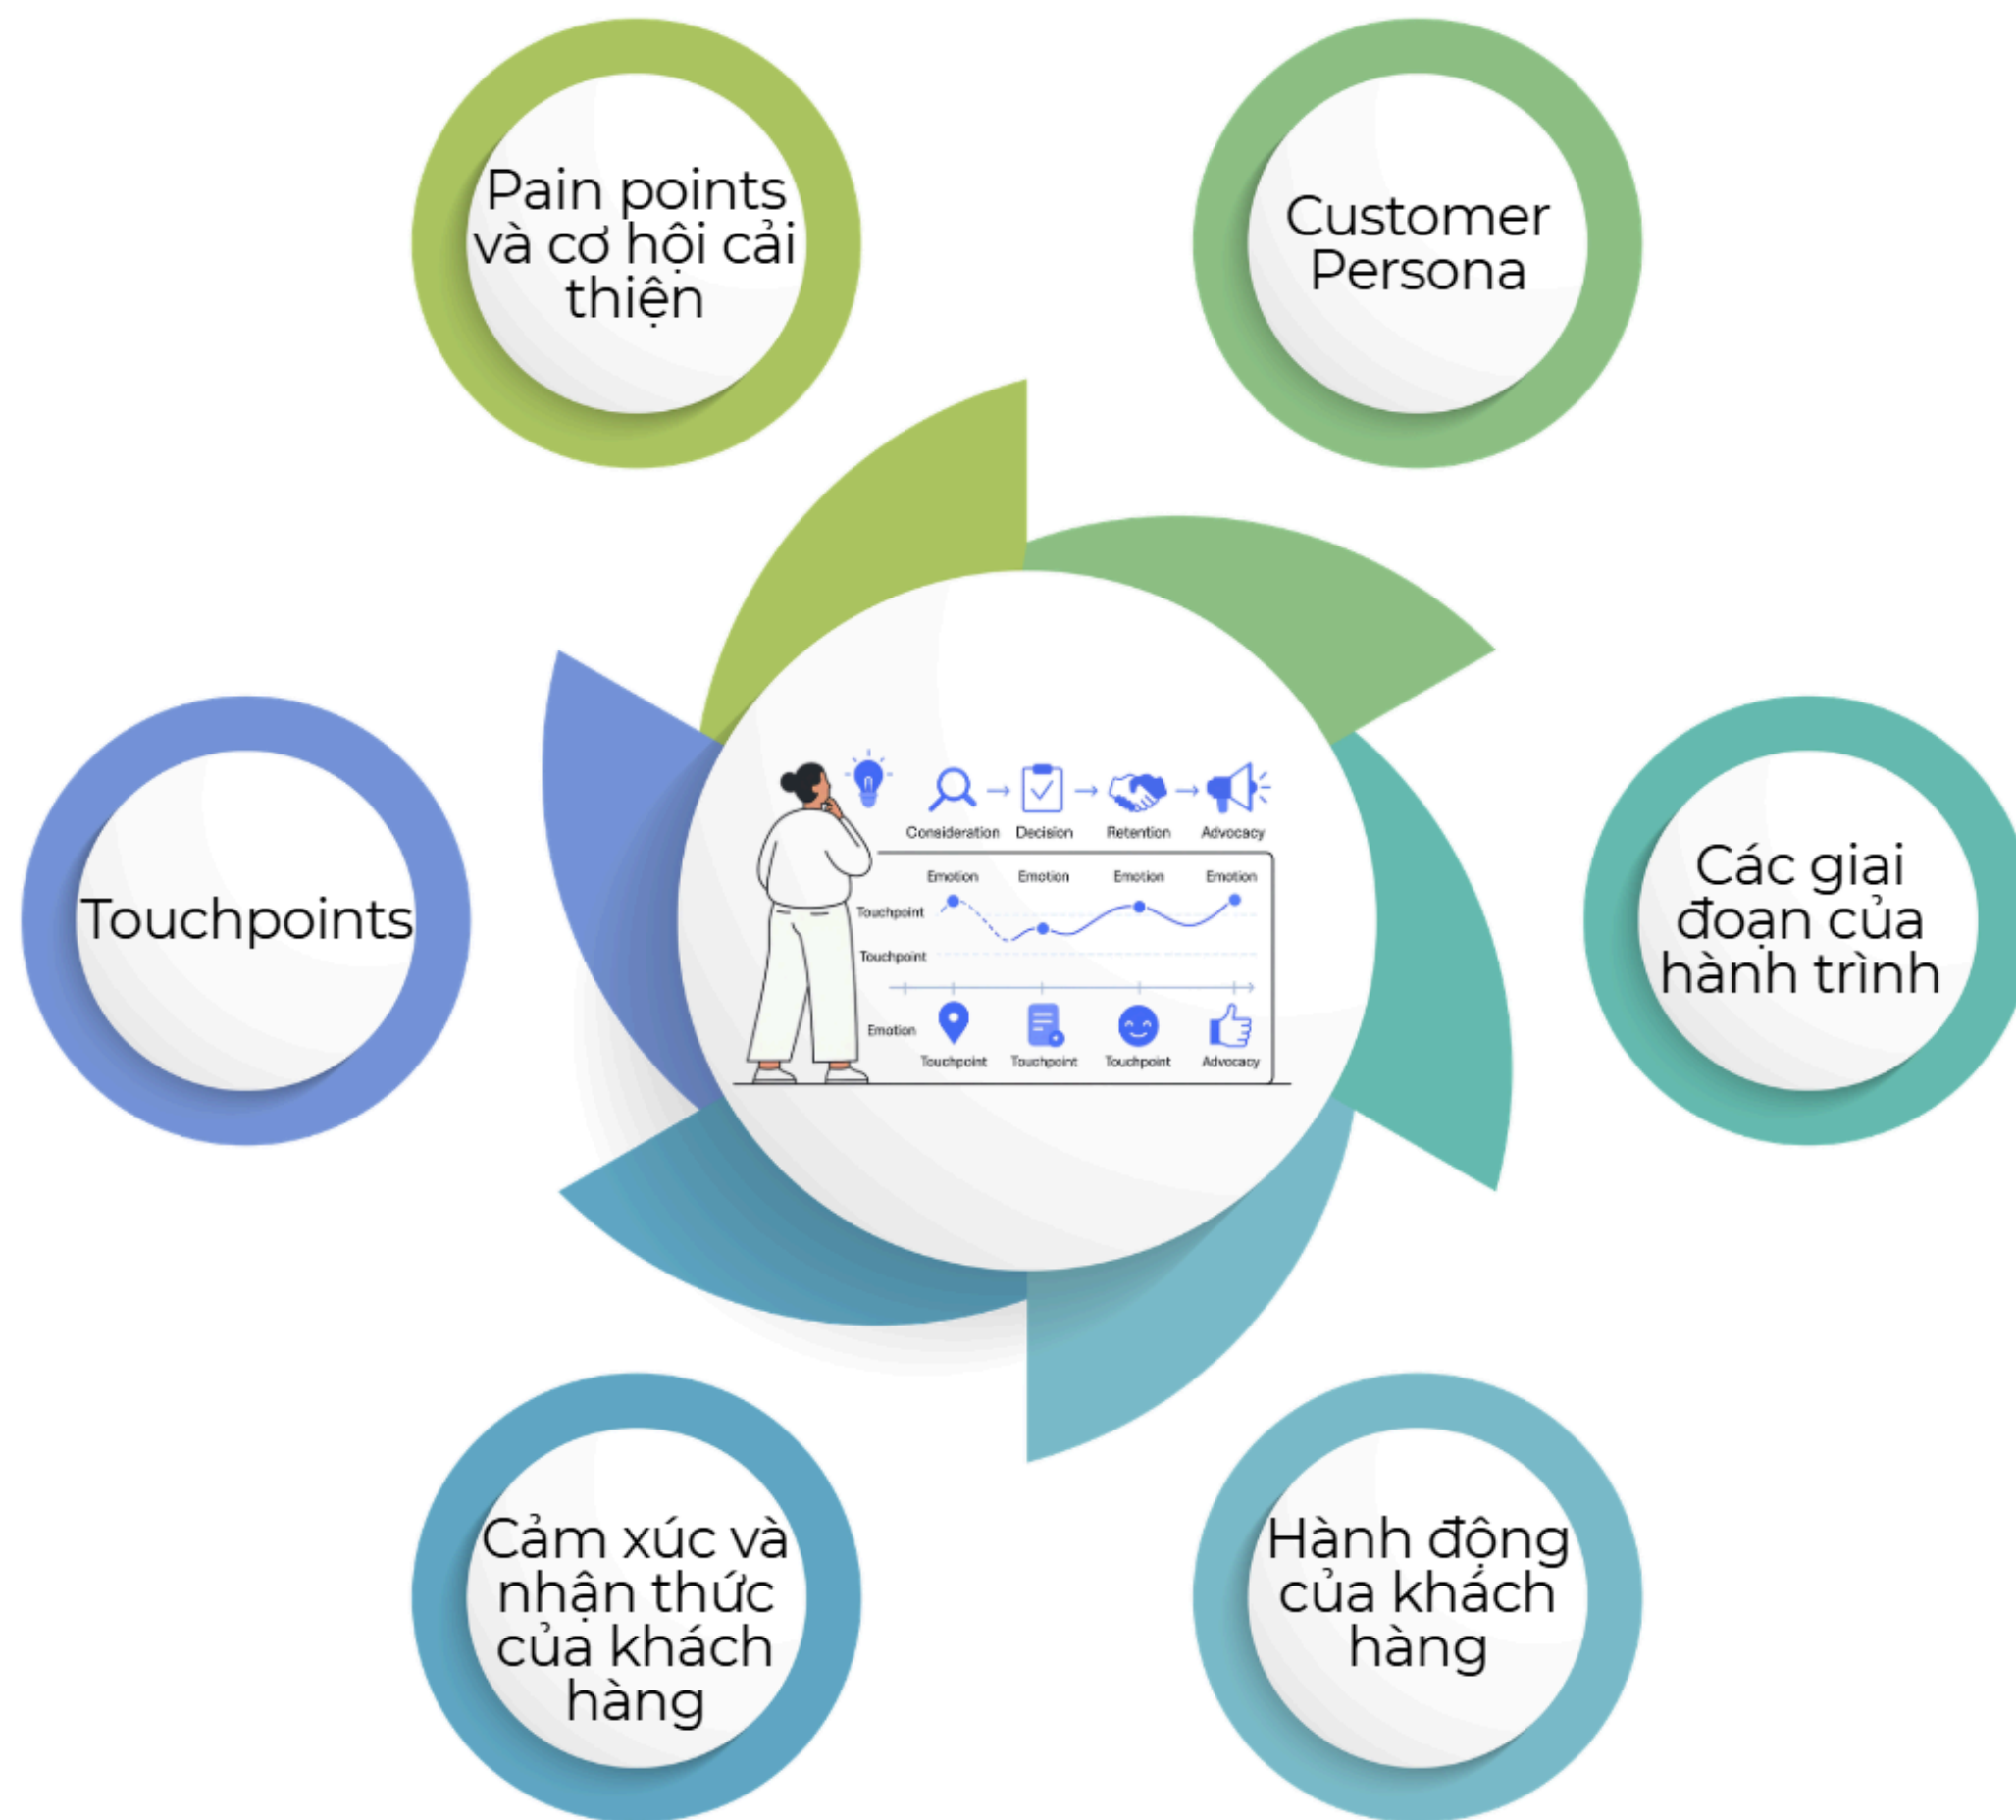 Pain points
và cơ hội cải
thiện
Customer
Persona
Touchpoints
Consideration
Decision
Retention
Advocacy
Emotion
Emotion
Emotion
Emotion
Touchpoint
Touchpoint
Emotion
Touchpoint
Touchpoint
Touchpoint
Advocacy
Các giai
đoạn của
hành trình
Cảm xúc và
nhận thức
của khách
hàng
Hành động
của khách
hàng